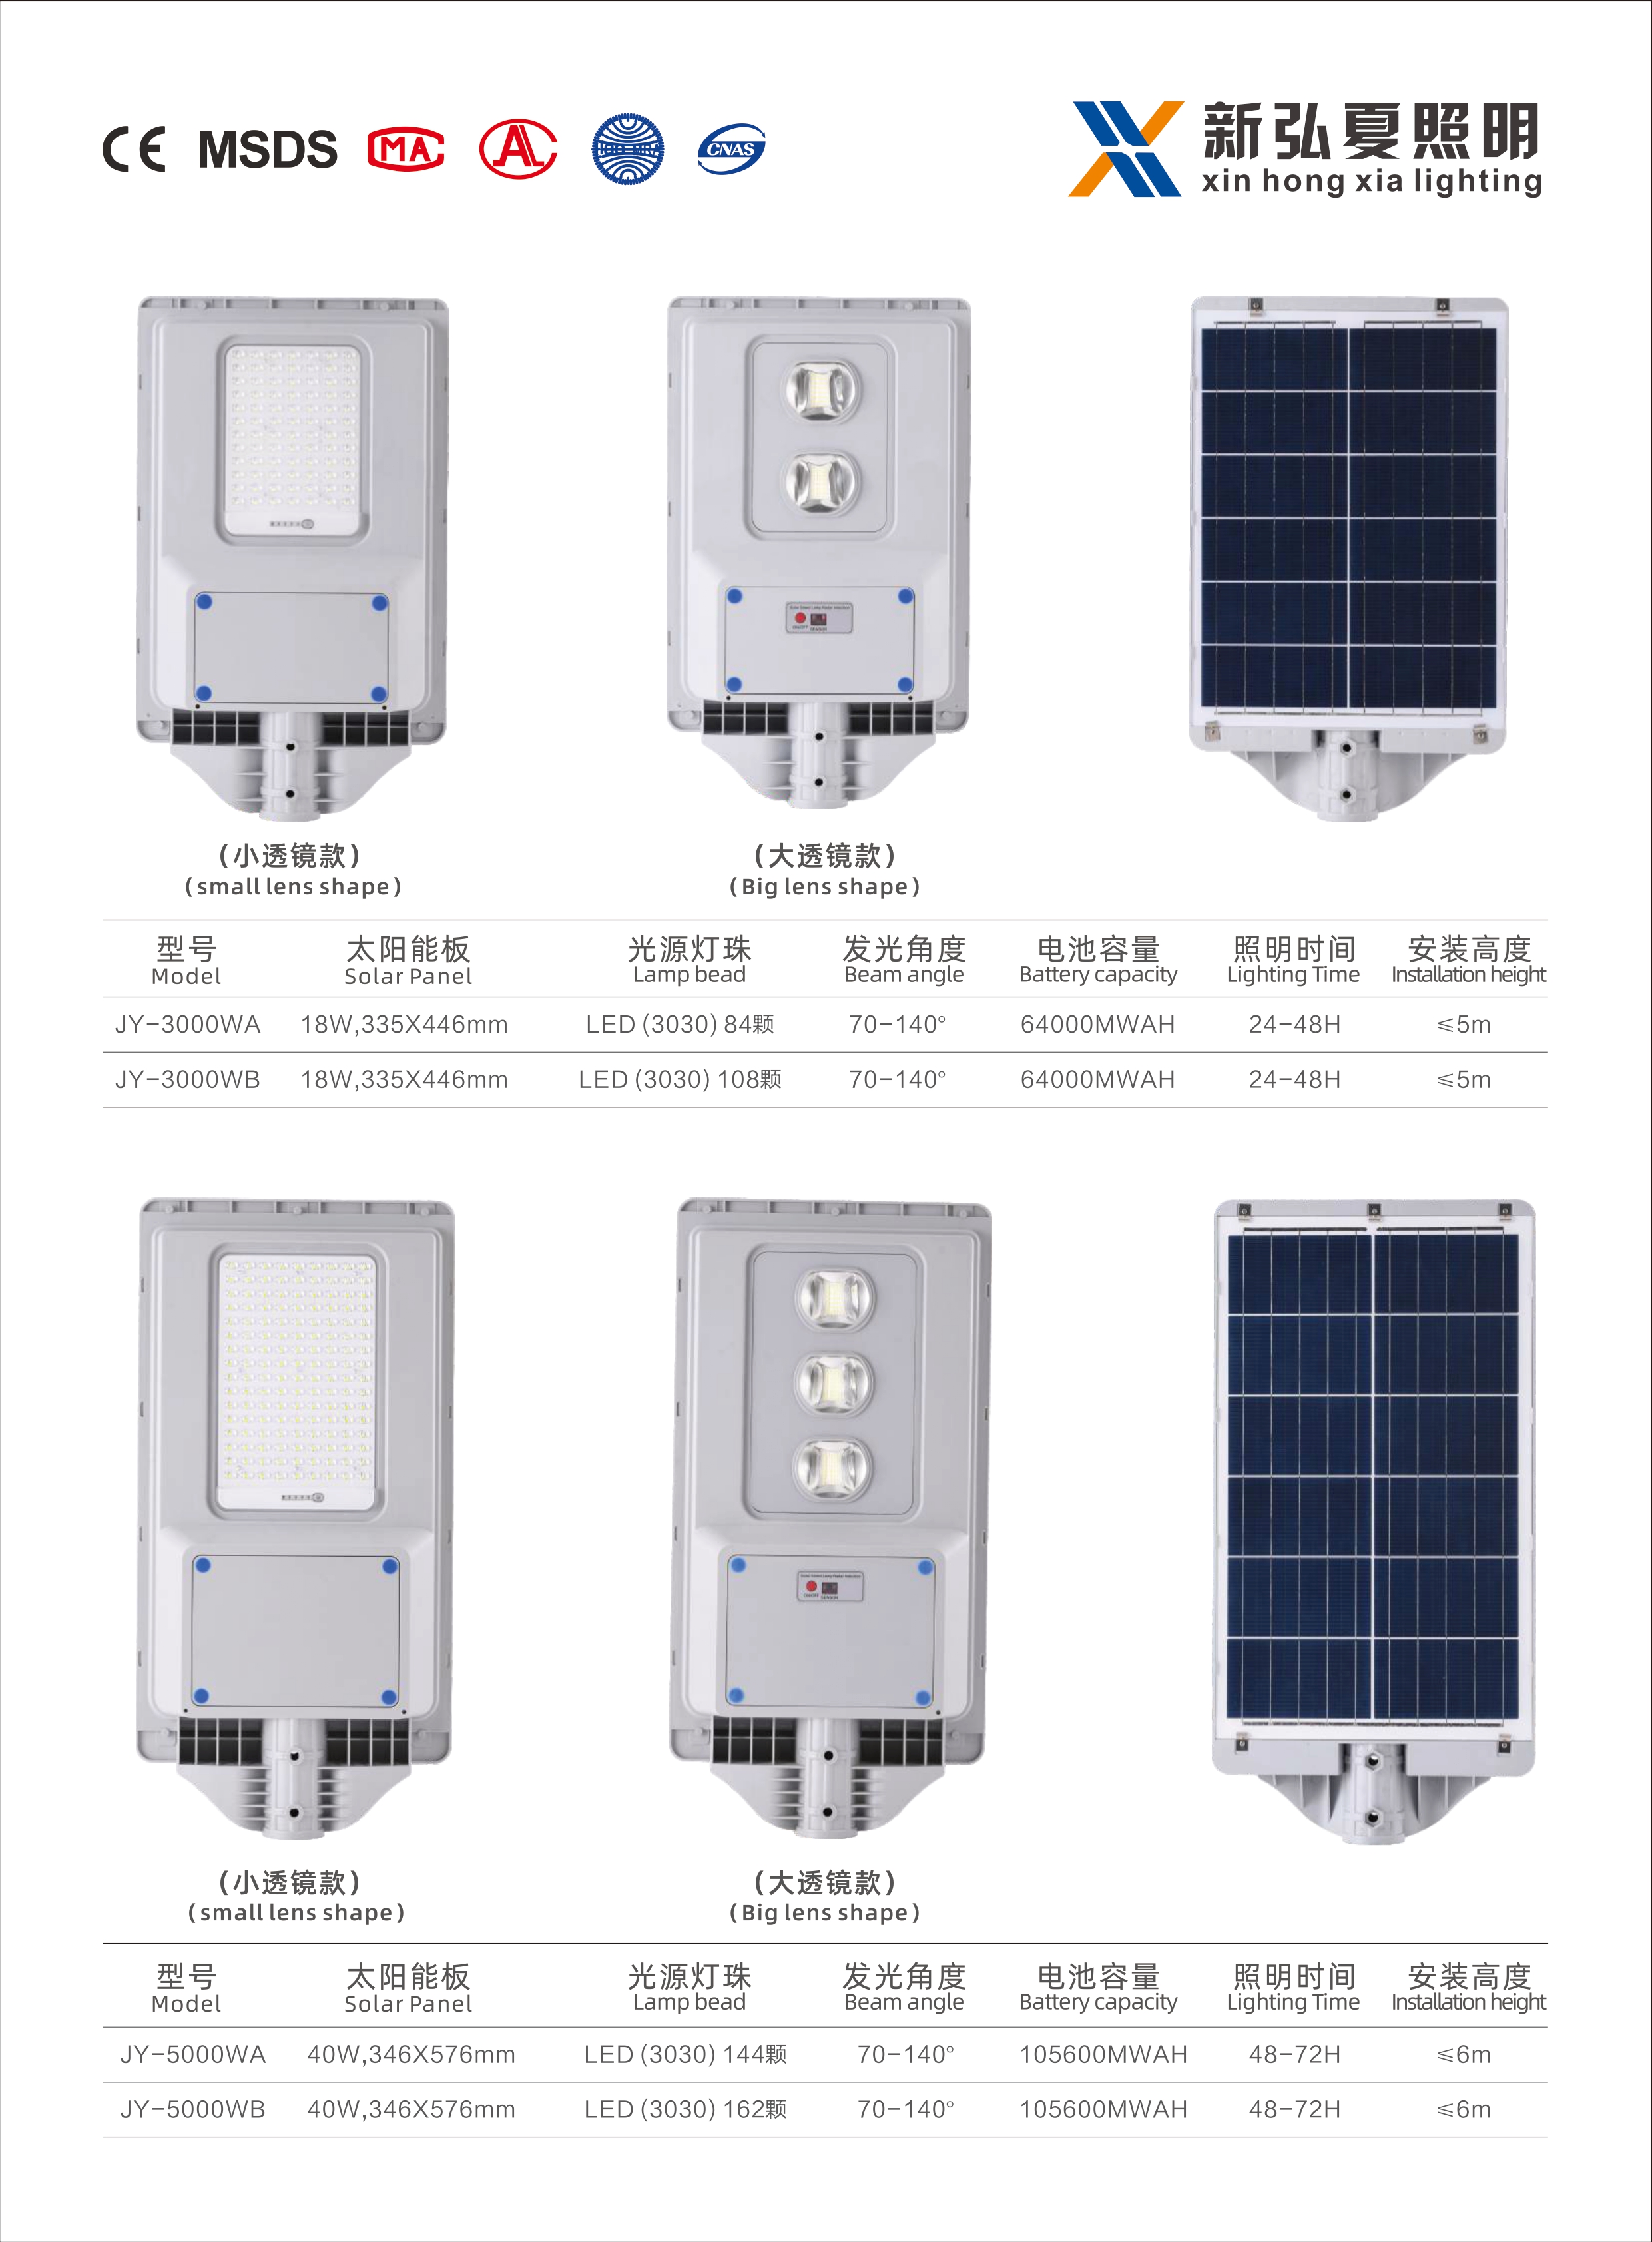 CE MSDS MA AL ilac-MRA CNAS
新弘夏照明
xin hong xia lighting
ON/OFF SENSOR
(小透镜款) (大透镜款)
(small lens shape) (Big lens shape)
型号 太阳能板 光源灯珠 发光角度 电池容量 照明时间 安装高度
Model Solar Panel Lamp bead Beam angle Battery capacity Lighting Time Installation height
JY-3000WA 18W,335X446mm LED (3030) 84颗 70-140° 64000MWAH 24-48H ≤5m
JY-3000WB 18W,335X446mm LED (3030) 108颗 70-140° 64000MWAH 24-48H ≤5m
ON/OFF SENSOR
(小透镜款) (大透镜款)
(small lens shape) (Big lens shape)
型号 太阳能板 光源灯珠 发光角度 电池容量 照明时间 安装高度
Model Solar Panel Lamp bead Beam angle Battery capacity Lighting Time Installation height
JY-5000WA 40W,346X576mm LED (3030) 144颗 70-140° 105600MWAH 48-72H ≤6m
JY-5000WB 40W,346X576mm LED (3030) 162颗 70-140° 105600MWAH 48-72H ≤6m